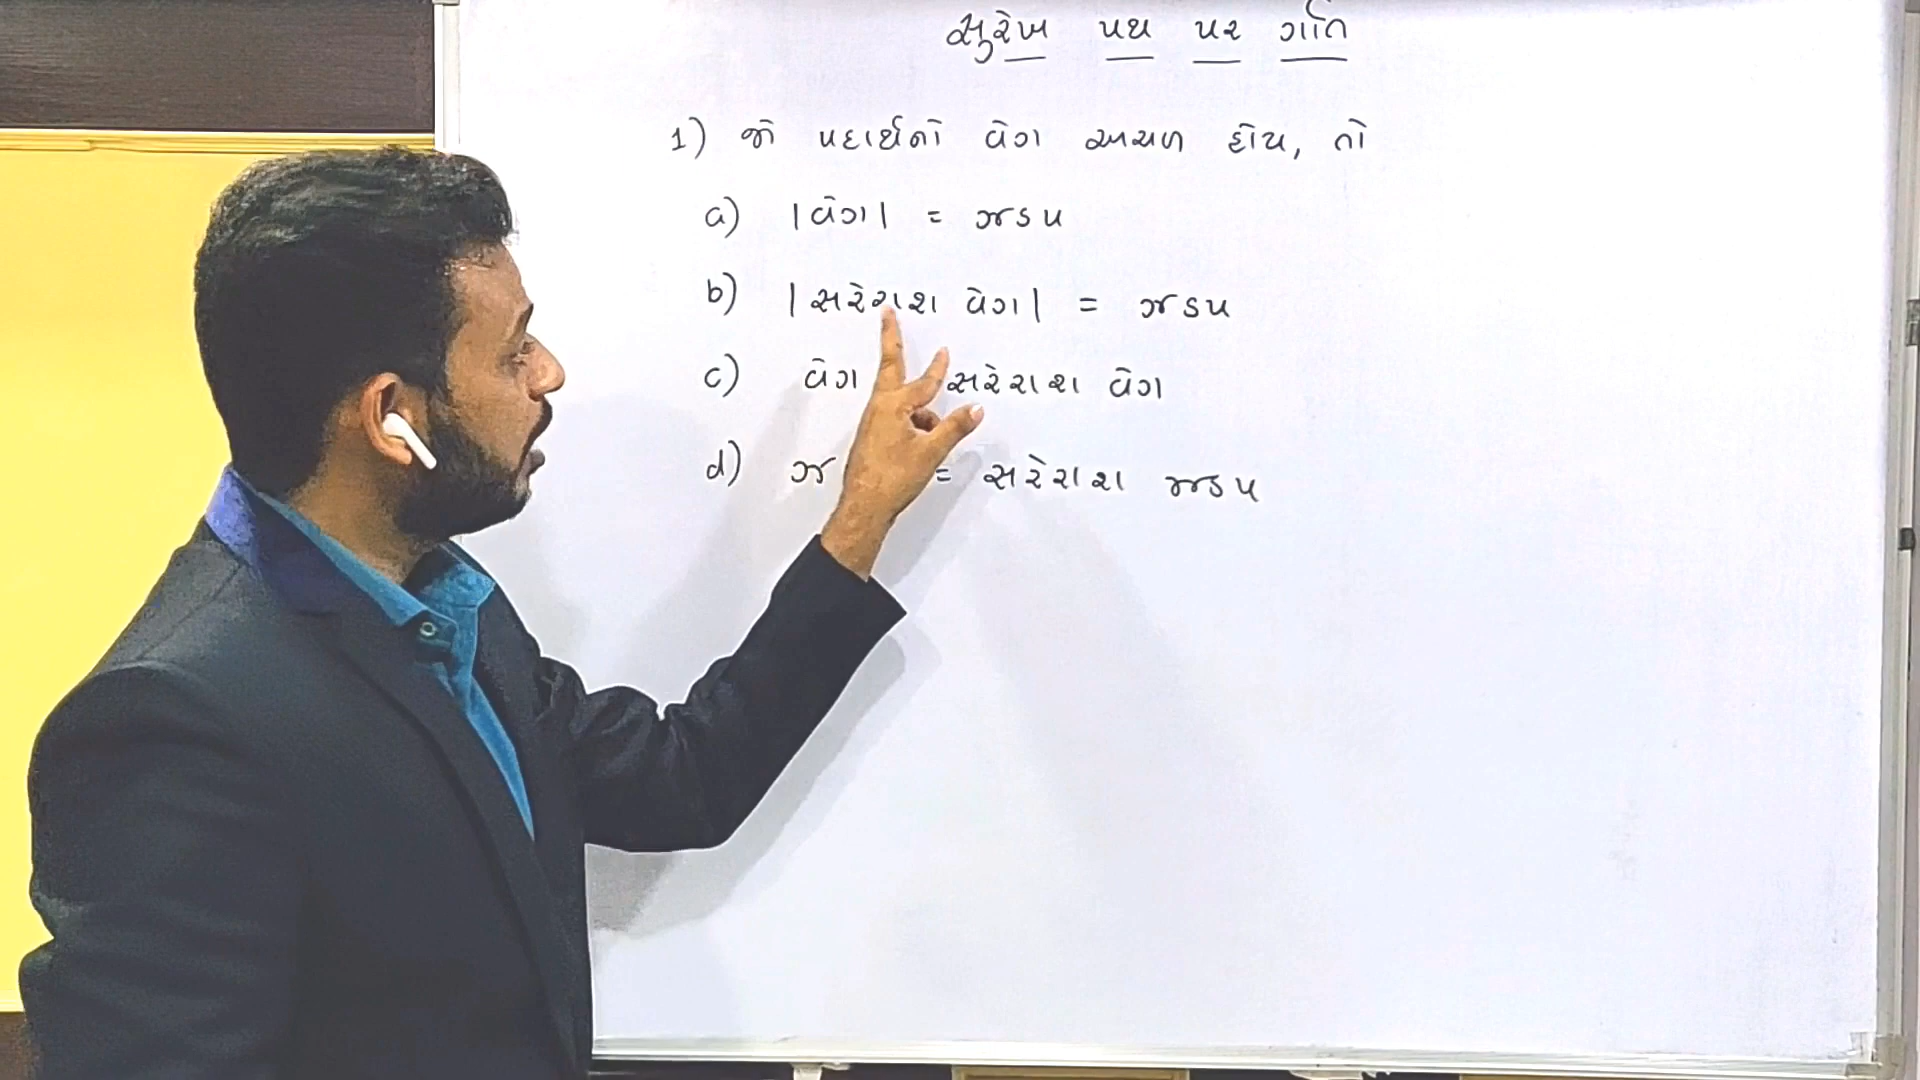 સુરેખ પથ પર ગતિ
1) જો પદાર્થનો વેગ અચળ હોય, તો
a) |વેગ| = ઝડપ
b) |સરેરાશ વેગ| = ઝડપ
c) વેગ સરેરાશ વેગ
d) = સરેરાશ ઝડપ